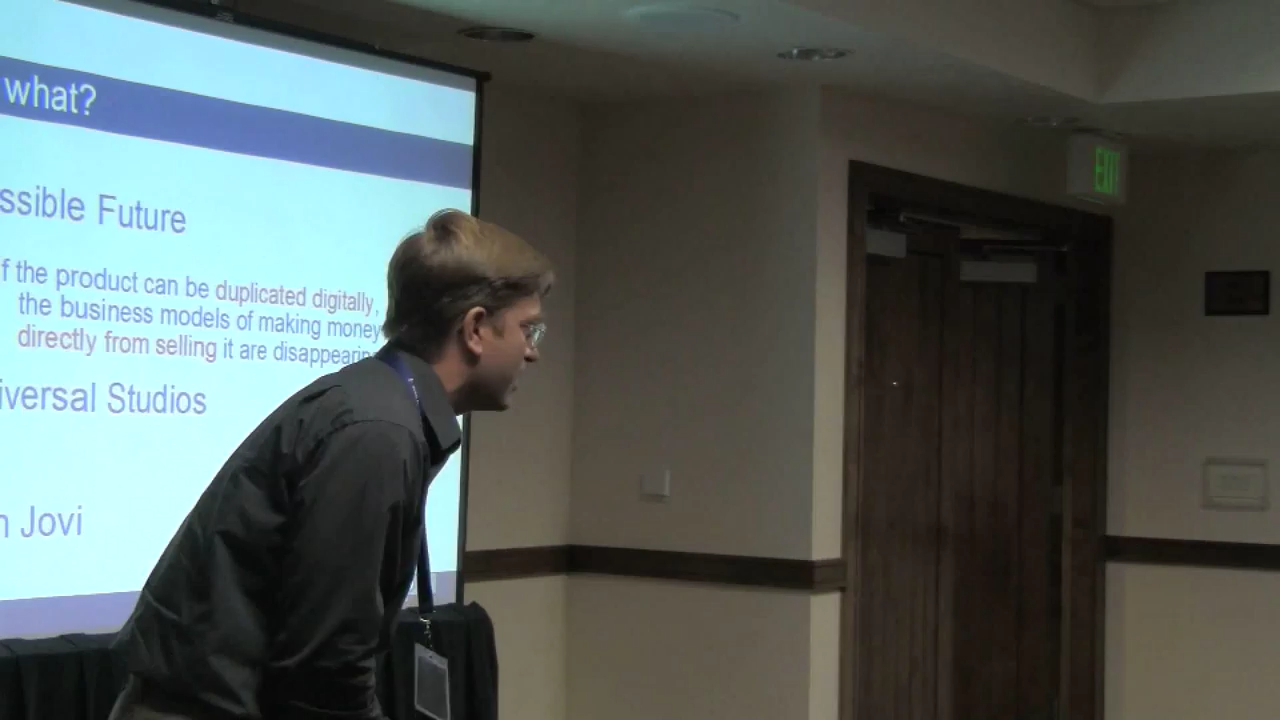 what?
ssible Future
f the product can be duplicated digitally,
the business models of making money
directly from selling it are disappearin
iversal Studios
n Jovi
EXIT